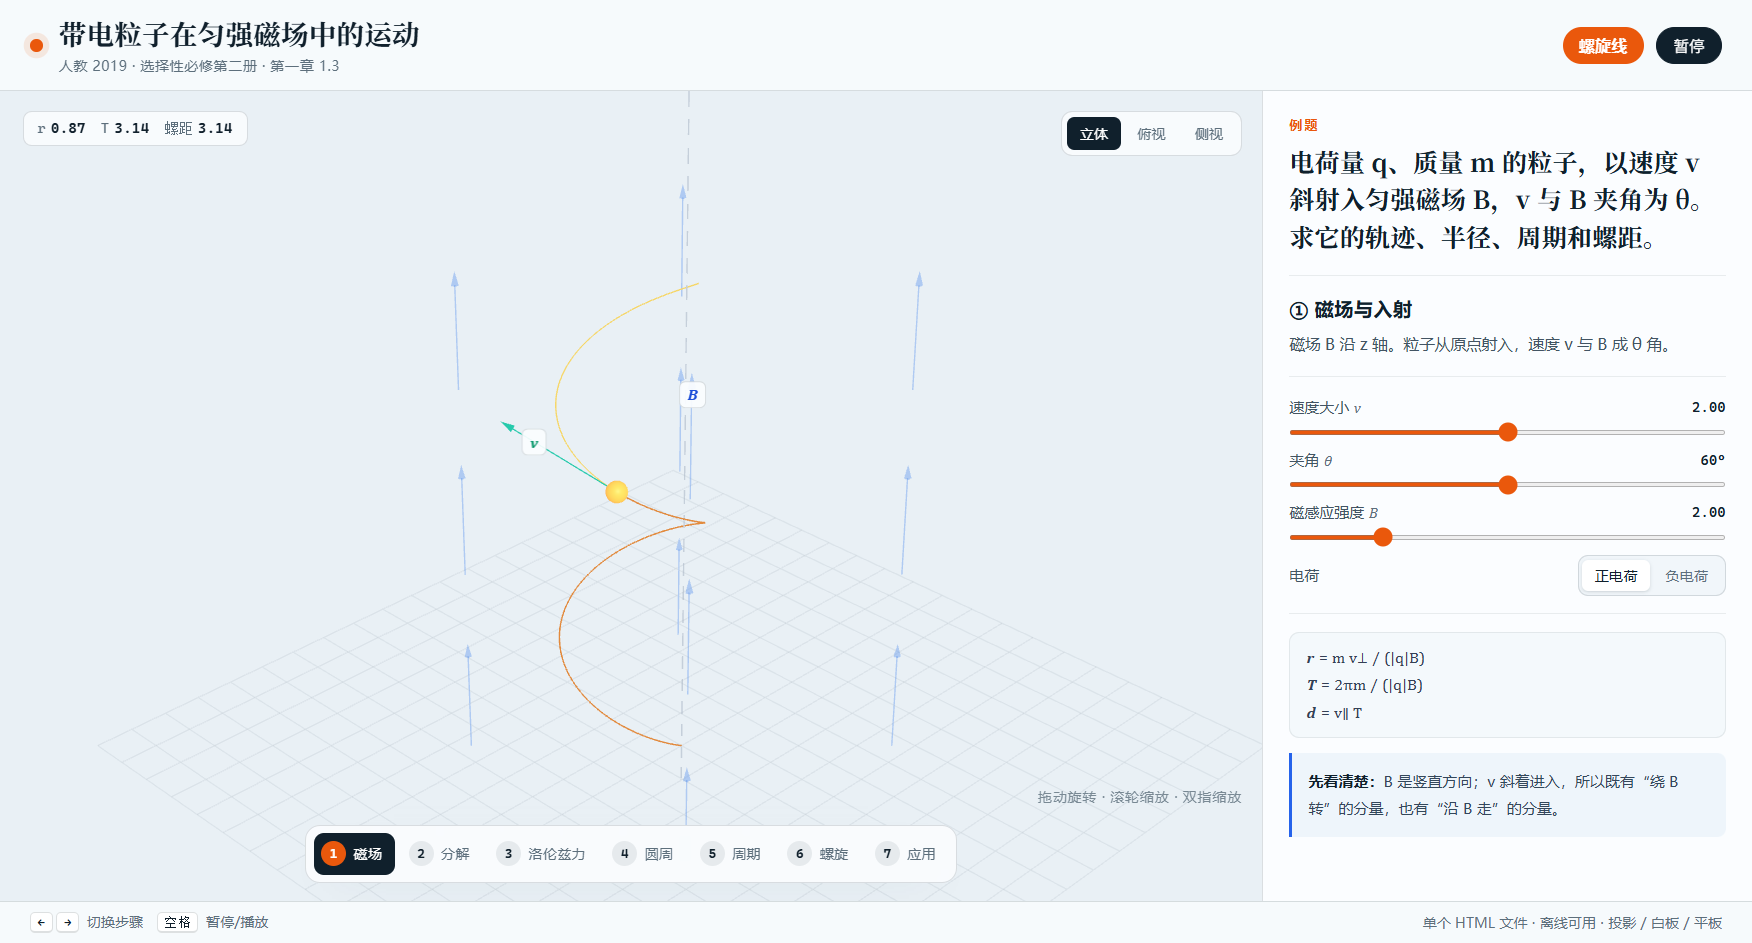 带电粒子在匀强磁场中的运动
人教 2019 · 选择性必修第二册 · 第一章 1.3
螺旋线
暂停
r 0.87 T 3.14 螺距 3.14
立体 俯视 侧视
B
v
拖动旋转 · 滚轮缩放 · 双指缩放
1 磁场 2 分解 3 洛伦兹力 4 圆周 5 周期 6 螺旋 7 应用
例题
电荷量 q、质量 m 的粒子，以速度 v
斜射入匀强磁场 B，v 与 B 夹角为 θ。
求它的轨迹、半径、周期和螺距。
① 磁场与入射
磁场 B 沿 z 轴。粒子从原点射入，速度 v 与 B 成 θ 角。
速度大小 v 2.00
夹角 θ 60°
磁感应强度 B 2.00
电荷 正电荷 负电荷
r = m v⊥ / (|q|B)
T = 2πm / (|q|B)
d = v∥ T
先看清楚：B 是竖直方向；v 斜着进入，所以既有“绕 B
转”的分量，也有“沿 B 走”的分量。
← → 切换步骤 空格 暂停/播放
单个 HTML 文件 · 离线可用 · 投影 / 白板 / 平板